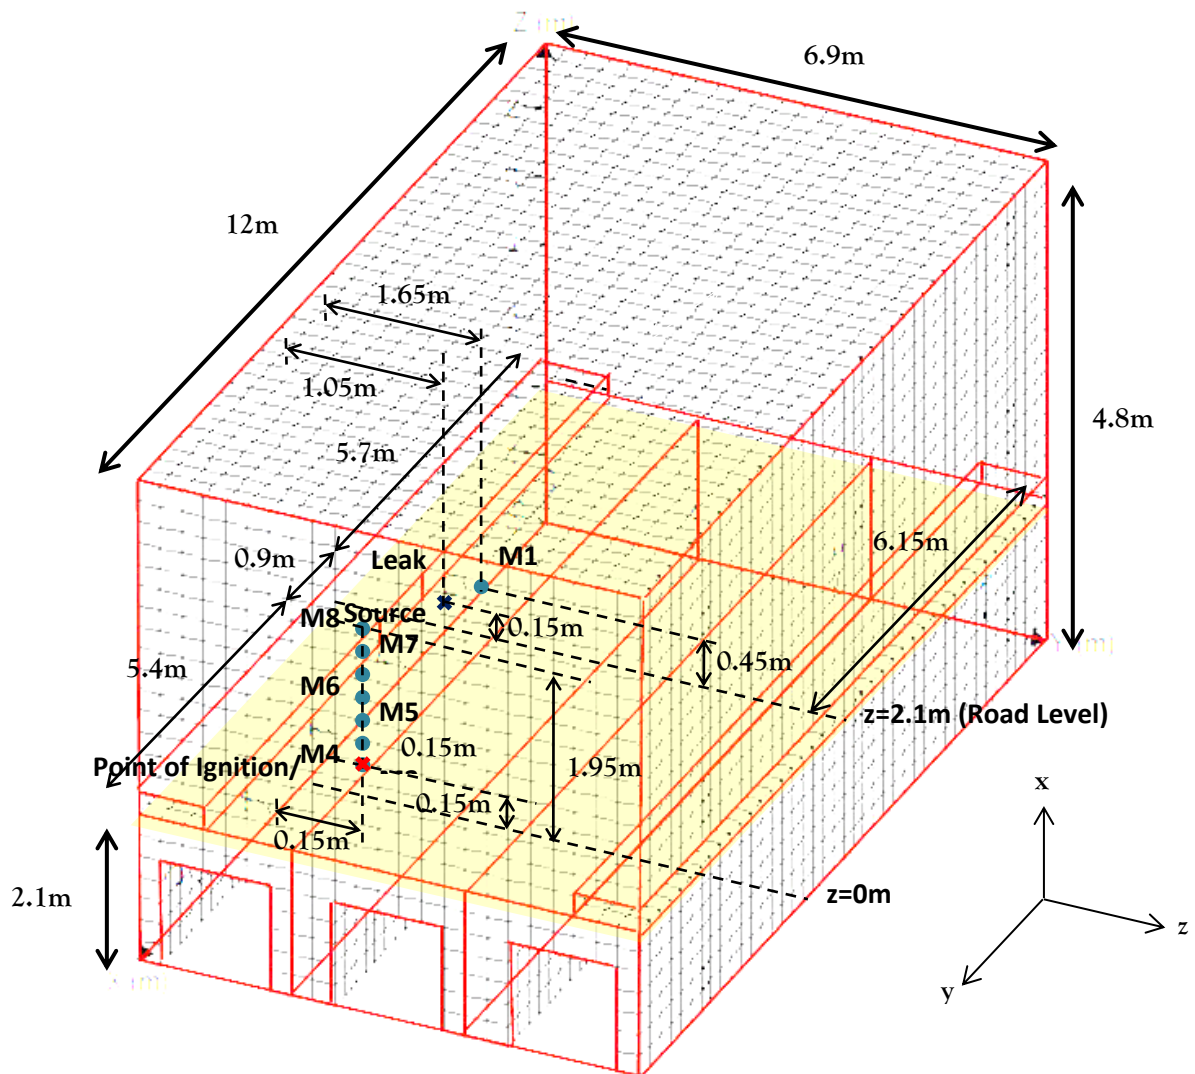 6.9m
12m
1.65m
1.05m
4.8m
5.7m
6.15m
0.9m
Leak
M1
M8
Source
0.15m
M7
0.45m
5.4m
M6
M5
z=2.1m (Road Level)
Point of Ignition/
M4
0.15m
1.95m
0.15m
0.15m
2.1m
z=0m
x
z
y